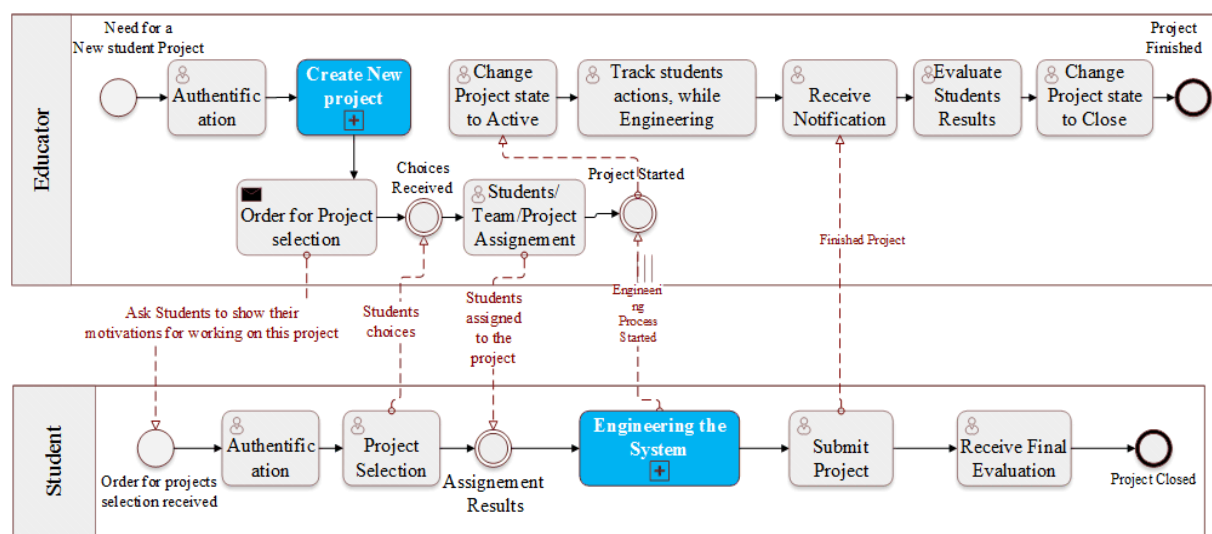 Need for a
New student Project
Project
Finished
Educator
Authentific
ation
Create New
project
Change
Project state
to Active
Track students
actions, while
Engineering
Receive
Notification
Evaluate
Students
Results
Change
Project state
to Close
Order for Project
selection
Choices
Received
Students/
Team/Project
Assignement
Project Started
Finished Project
Ask Students to show their
motivations for working on this project
Students
choices
Students
assigned
to the
project
Engineeri
ng
Process
Started
Student
Order for projects
selection received
Authentific
ation
Project
Selection
Assignement
Results
Engineering the
System
Submit
Project
Receive Final
Evaluation
Project Closed